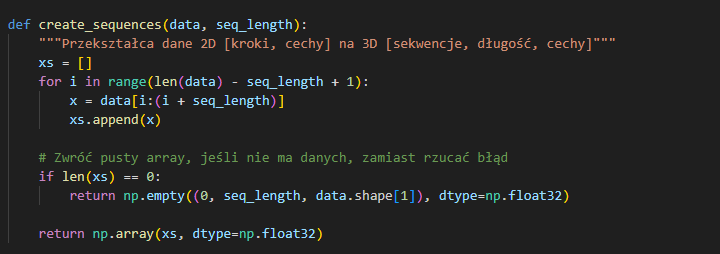 def create_sequences(data, seq_length):
    """Przekształca dane 2D [kroki, cechy] na 3D [sekwencje, długość, cechy]"""
    xs = []
    for i in range(len(data) - seq_length + 1):
        x = data[i:(i + seq_length)]
        xs.append(x)

    # Zwróć pusty array, jeśli nie ma danych, zamiast rzucać błąd
    if len(xs) == 0:
        return np.empty((0, seq_length, data.shape[1]), dtype=np.float32)

    return np.array(xs, dtype=np.float32)